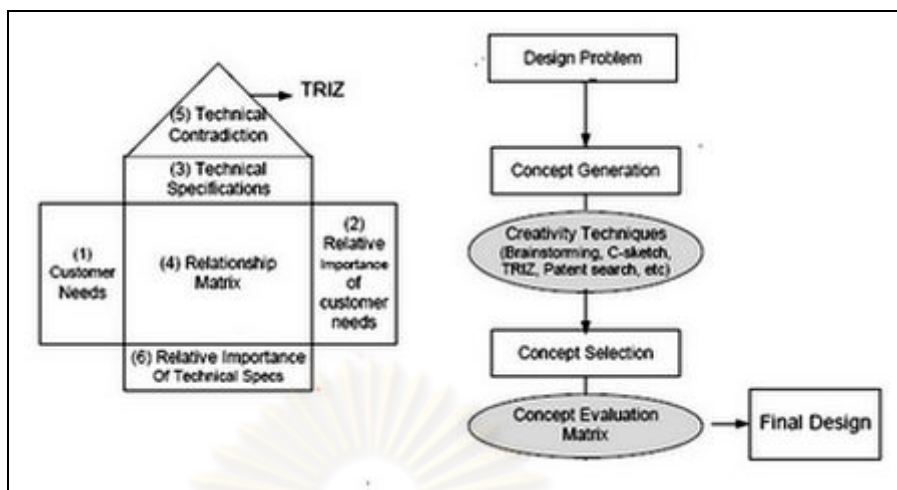 TRIZ
(5) Technical
Contradiction
(3) Technical
Specifications
(1)
Customer
Needs
(4) Relationship
Matrix
(2)
Relative
Importance
of
customer
needs
(6) Relative Importance
Of Technical Specs
Design Problem
Concept Generation
Creativity Techniques
(Brainstorming, C-sketch,
TRIZ, Patent search, etc)
Concept Selection
Concept Evaluation
Matrix
Final Design